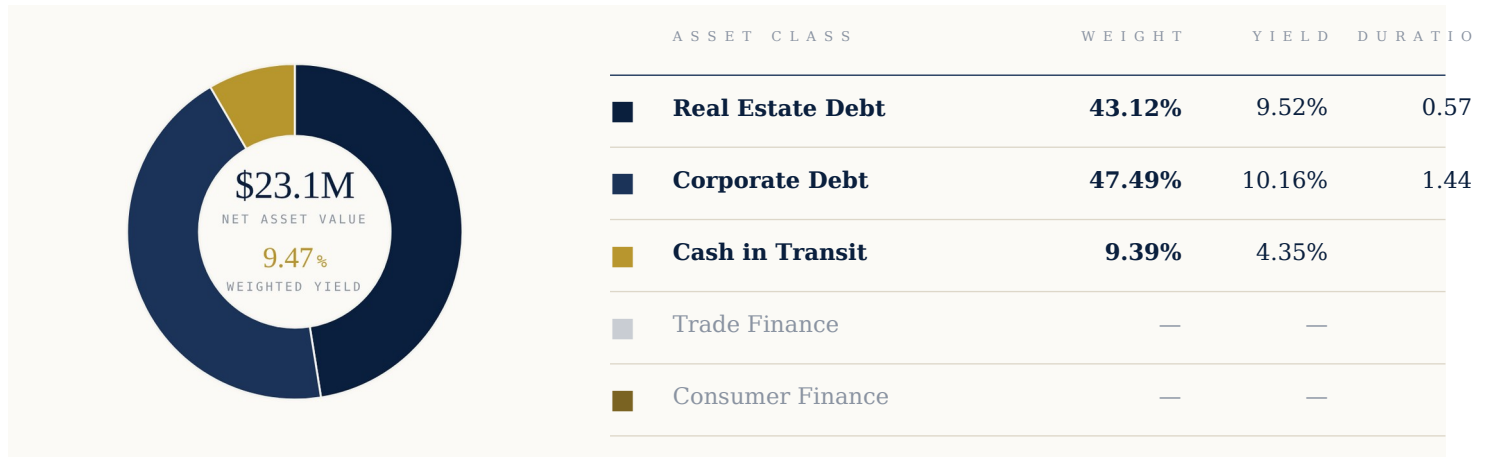 $23.1M
NET ASSET VALUE
9.47%
WEIGHTED YIELD
ASSET CLASS WEIGHT YIELD DURATIO
Real Estate Debt 43.12% 9.52% 0.57
Corporate Debt 47.49% 10.16% 1.44
Cash in Transit 9.39% 4.35%
Trade Finance — —
Consumer Finance — —